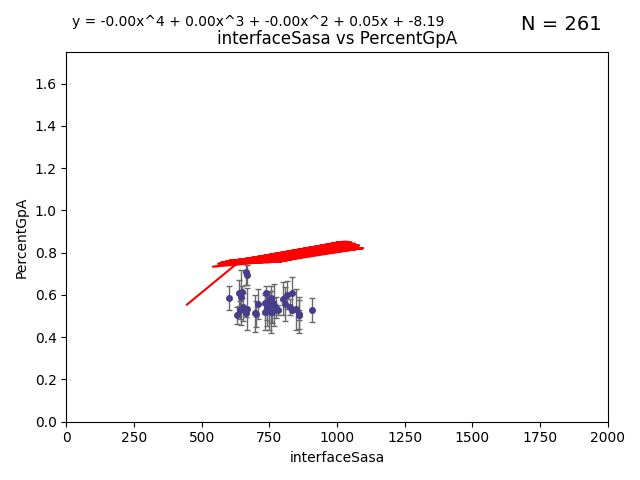 y = -0.00x^4 + 0.00x^3 + -0.00x^2 + 0.05x + -8.19
N = 261
interfaceSasa vs PercentGpA
PercentGpA
1.6
1.4
1.2
1.0
0.8
0.6
0.4
0.2
0.0
0 250 500 750 1000 1250 1500 1750 2000
interfaceSasa